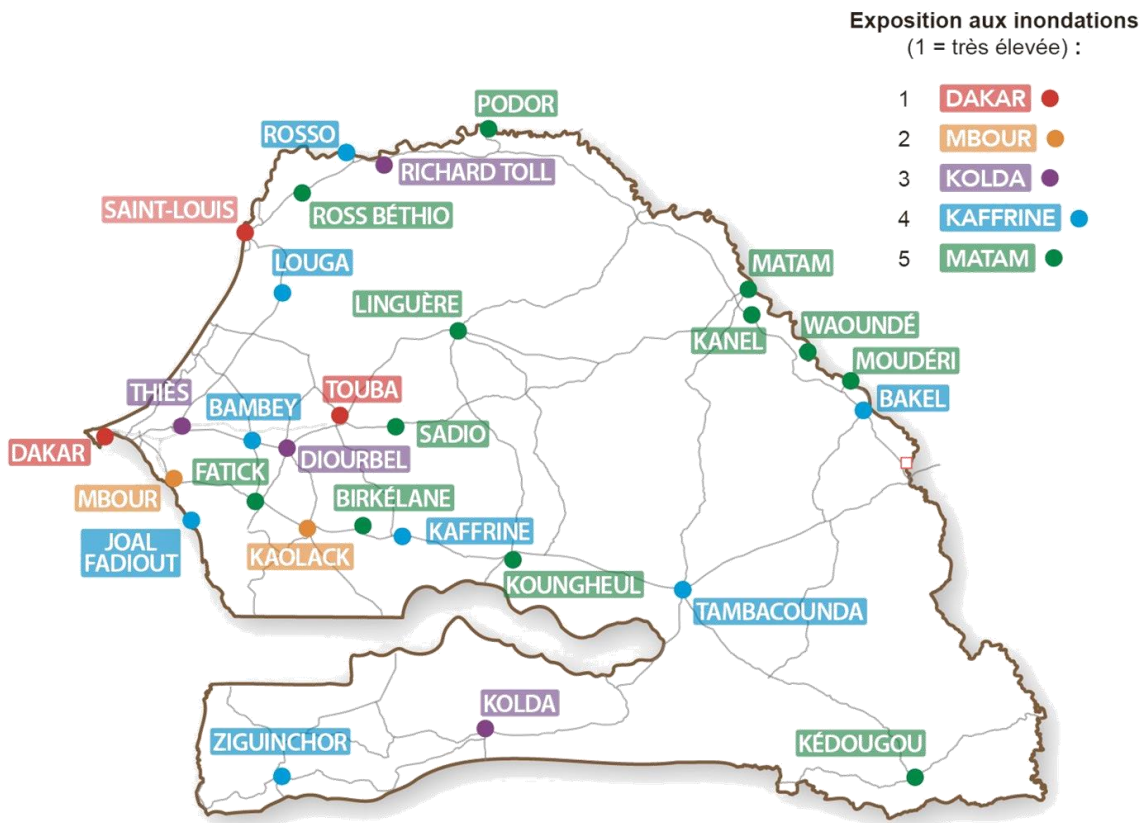 Exposition aux inondations
(1 = très élevée) :
1 DAKAR
2 MBOUR
3 KOLDA
4 KAFFRINE
5 MATAM
PODOR
ROSSO
RICHARD TOLL
SAINT-LOUIS
ROSS BÉTHIO
LOUGA
MATAM
LINGUÈRE
WAOUNDÉ
KANEL
MOUDÉRI
THIÈS
TOUBA
BAMBEY
BAKEL
SADIO
DAKAR
DIOURBEL
FATICK
MBOUR
BIRKÉLANE
KAFFRINE
JOAL
FADIOUT
KAOLACK
KOUNGHEUL
TAMBACOUNDA
KOLDA
ZIGUINCHOR
KÉDOUGOU